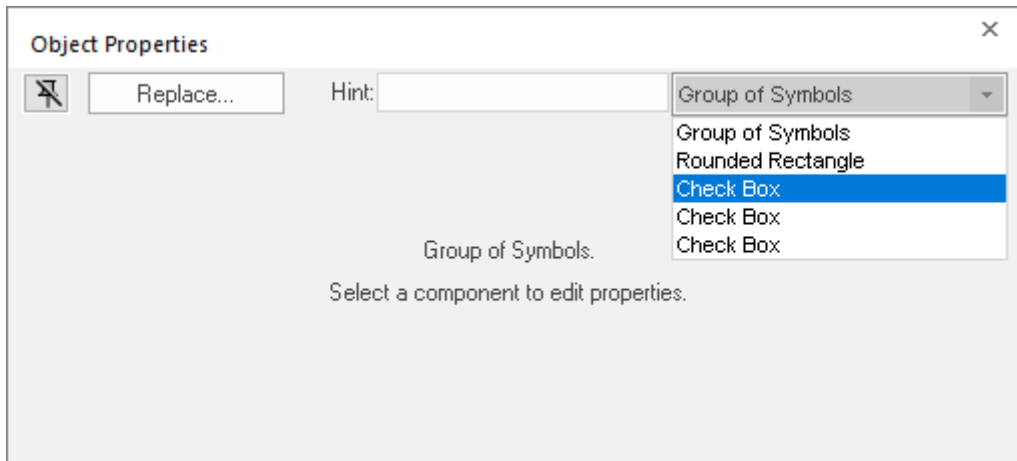 Object Properties
Replace... Hint: Group of Symbols
Group of Symbols
Rounded Rectangle
Check Box
Check Box
Check Box
Group of Symbols.
Select a component to edit properties.